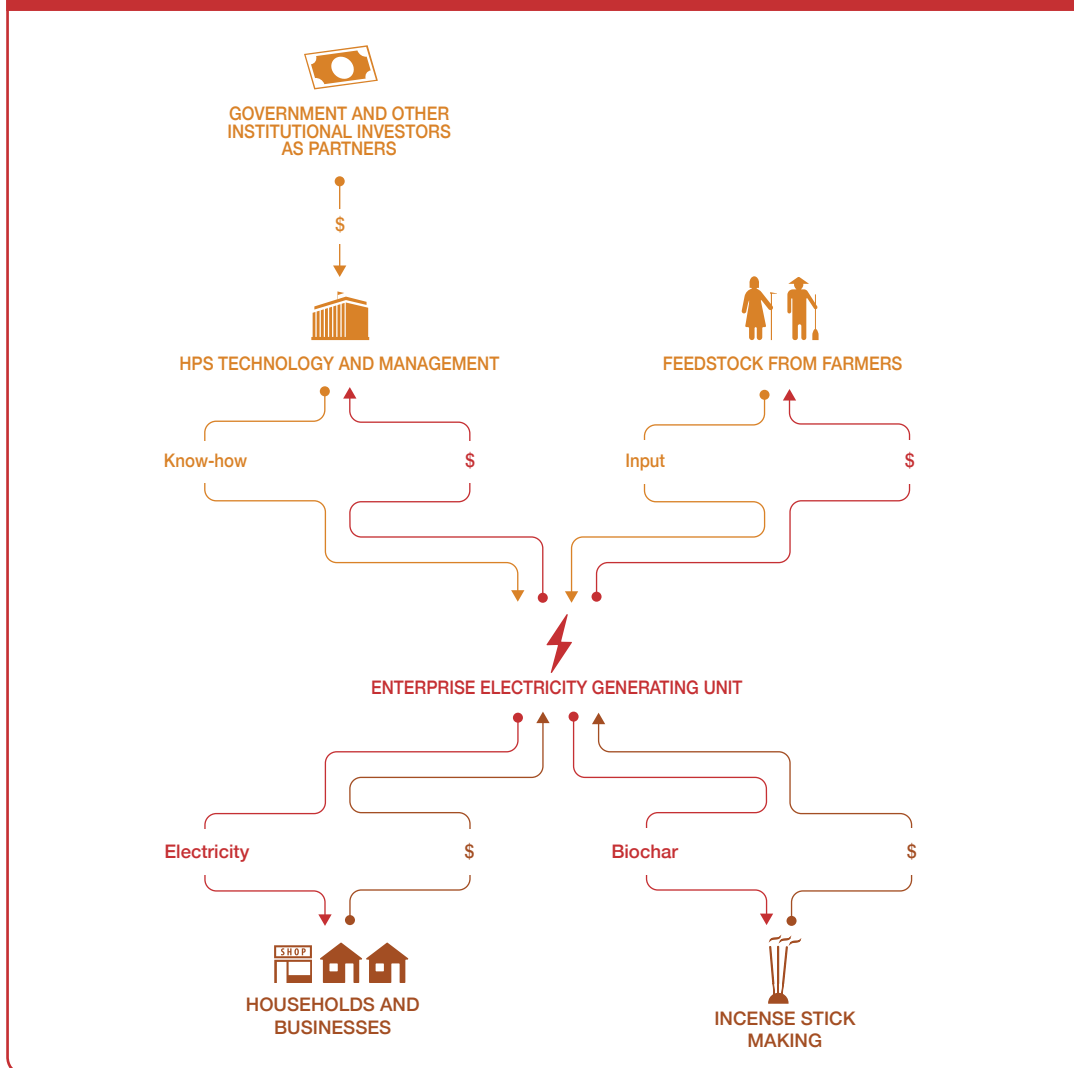 GOVERNMENT AND OTHER
INSTITUTIONAL INVESTORS
AS PARTNERS
$
HPS TECHNOLOGY AND MANAGEMENT
FEEDSTOCK FROM FARMERS
Know-how
$
Input
$
ENTERPRISE ELECTRICITY GENERATING UNIT
Electricity
$
Biochar
$
SHOP
HOUSEHOLDS AND
BUSINESSES
INCENSE STICK
MAKING